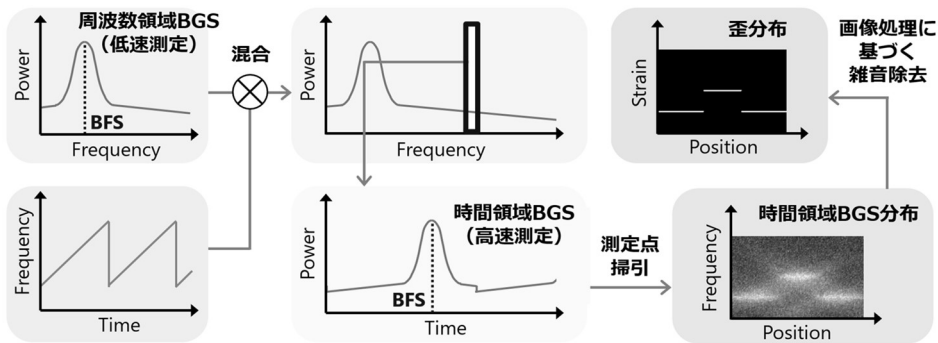 周波数領域BGS
（低速測定）
Power
BFS
Frequency
混合
Frequency
Time
Power
Frequency
時間領域BGS
（高速測定）
Power
BFS
Time
測定点
掃引
時間領域BGS分布
Frequency
Position
画像処理に
基づく
雑音除去
歪分布
Strain
Position